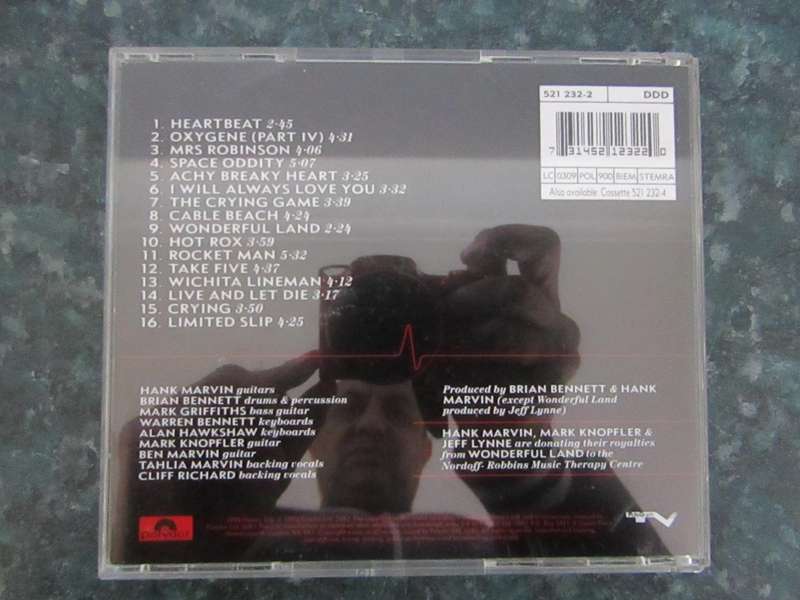 521 232-2 DDD
7 31452 12322 0
LC 0309 POL 900 BIEM STEMRA
Also available: Cassette 521 232-4
1. HEARTBEAT 2·45
2. OXYGENE (PART IV) 4·31
3. MRS ROBINSON 4·06
4. SPACE ODDITY 5·07
5. ACHY BREAKY HEART 3·25
6. I WILL ALWAYS LOVE YOU 3·32
7. THE CRYING GAME 3·39
8. CABLE BEACH 4·24
9. WONDERFUL LAND 2·24
10. HOT ROX 3·59
11. ROCKET MAN 5·32
12. TAKE FIVE 4·37
13. WICHITA LINEMAN 4·12
14. LIVE AND LET DIE 3·17
15. CRYING 3·50
16. LIMITED SLIP 4·25
HANK MARVIN guitars
BRIAN BENNETT drums & percussion
MARK GRIFFITHS bass guitar
WARREN BENNETT keyboards
ALAN HAWKSHAW keyboards
MARK KNOPFLER guitar
BEN MARVIN guitar
TAHLIA MARVIN backing vocals
CLIFF RICHARD backing vocals
Produced by BRIAN BENNETT & HANK
MARVIN (except Wonderful Land
produced by Jeff Lynne)
HANK MARVIN, MARK KNOPFLER &
JEFF LYNNE are donating their royalties
from WONDERFUL LAND to the
Nordoff-Robbins Music Therapy Centre
polydor